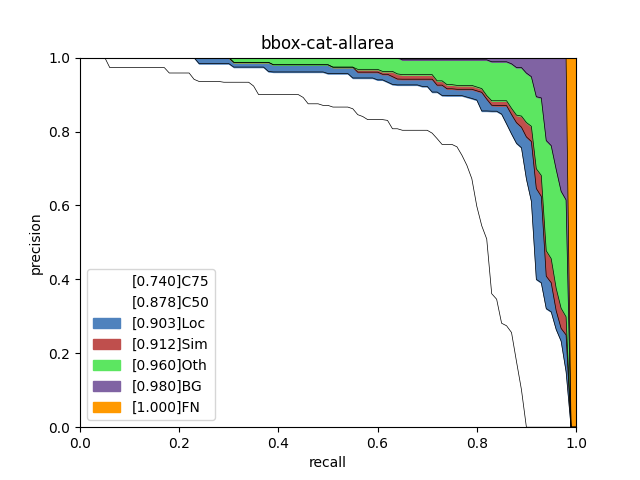 bbox-cat-allarea
1.0
0.8
0.6
0.4
0.2
0.0
precision
[0.740]C75
[0.878]C50
[0.903]Loc
[0.912]Sim
[0.960]Oth
[0.980]BG
[1.000]FN
0.0 0.2 0.4 0.6 0.8 1.0
recall